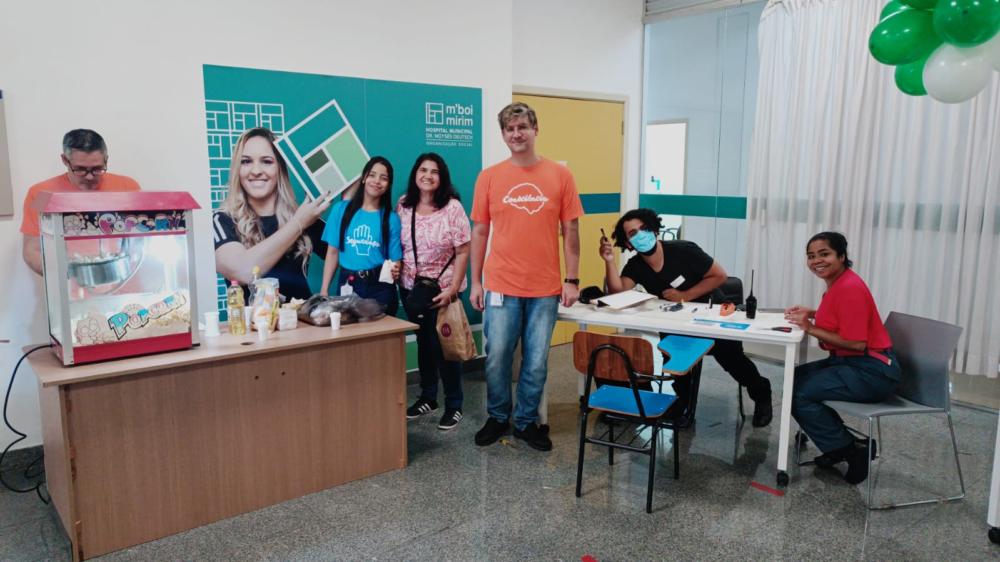 m'boi
mirim
HOSPITAL MUNICIPAL
DR. MOYSÉS DEUTSCH
ORGANIZAÇÃO SOCIAL
POPCORN
POPCORN
Segurança
Consciência